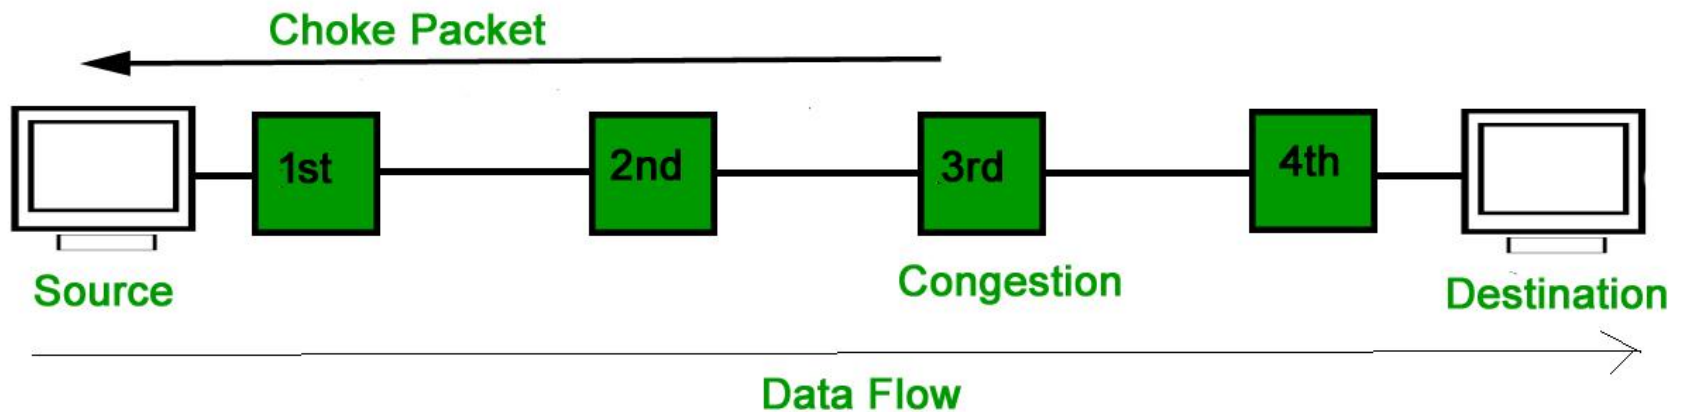 Choke Packet
1st
2nd
3rd
4th
Source
Congestion
Destination
Data Flow